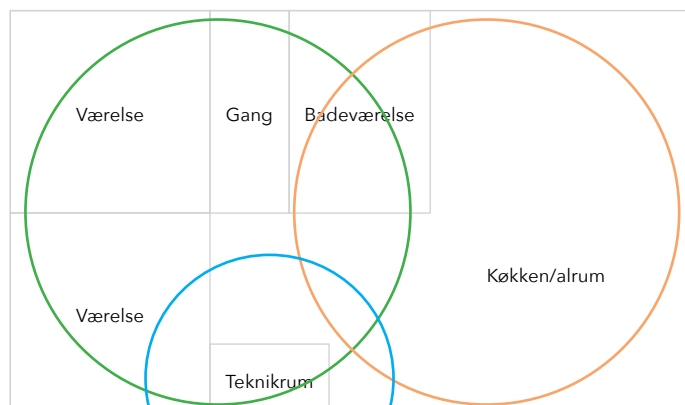 Værelse
Gang
Badeværelse
Køkken/alrum
Værelse
Teknikrum